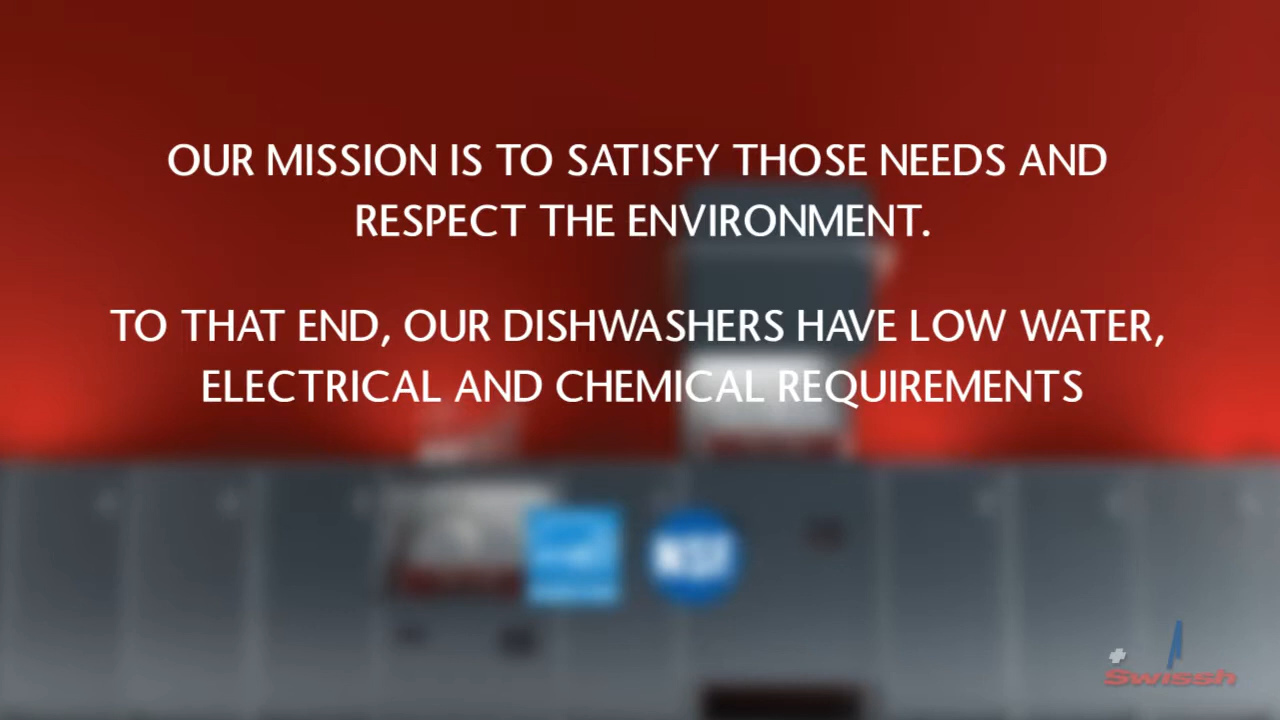 OUR MISSION IS TO SATISFY THOSE NEEDS AND
RESPECT THE ENVIRONMENT.
TO THAT END, OUR DISHWASHERS HAVE LOW WATER,
ELECTRICAL AND CHEMICAL REQUIREMENTS
NSF
Swissh